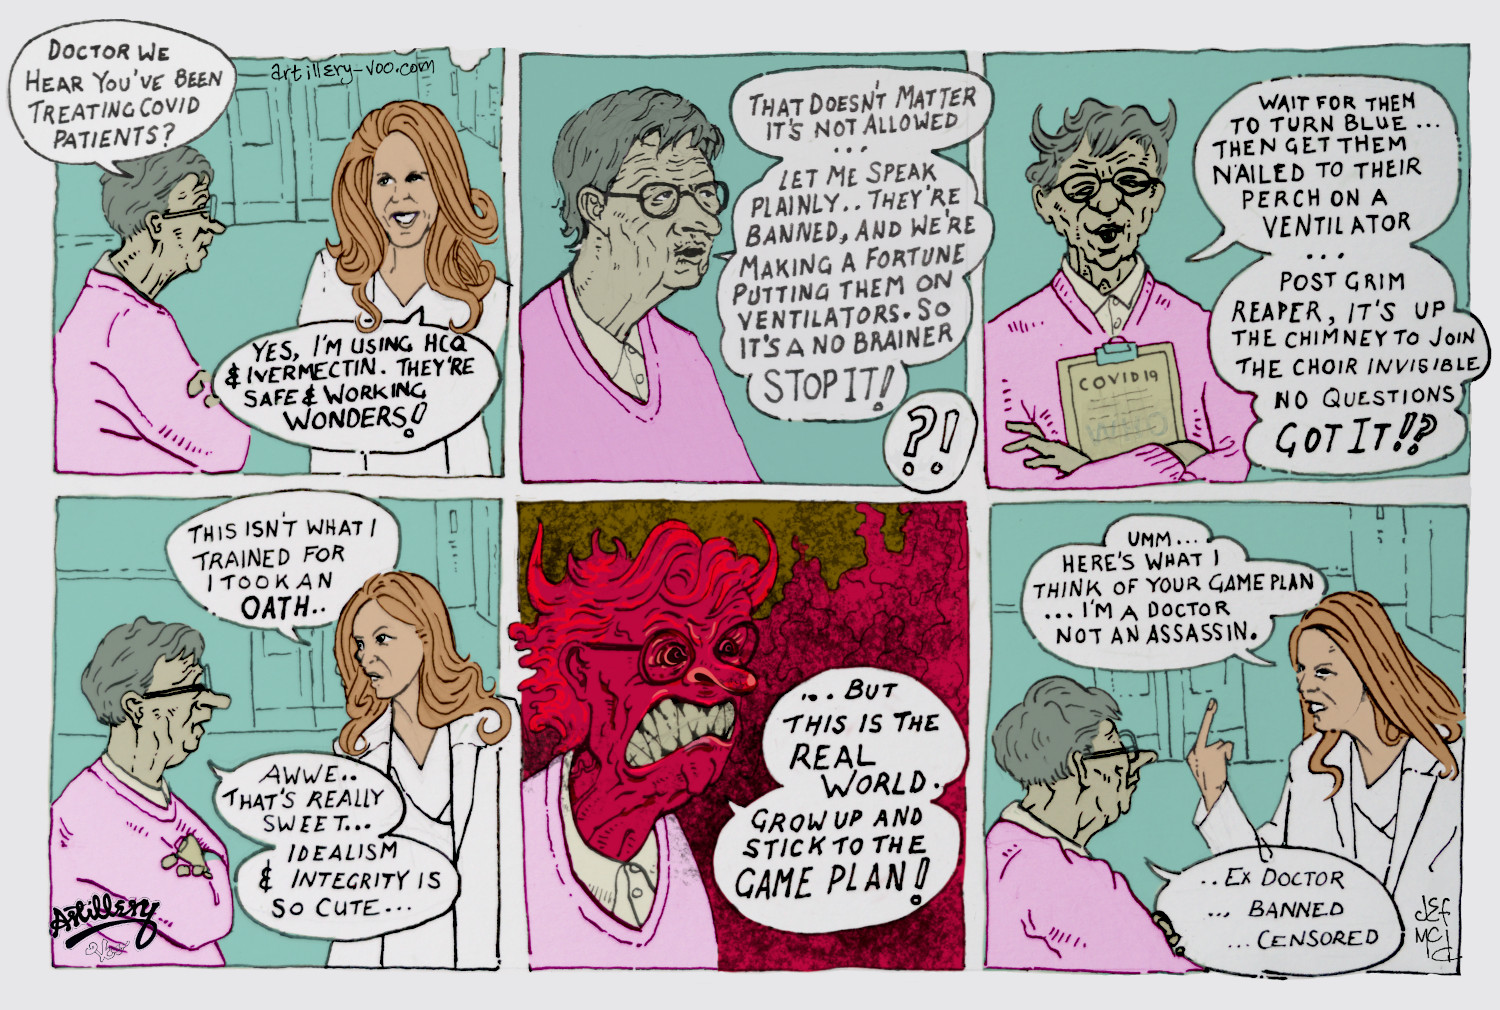 DOCTOR WE
HEAR YOU'VE BEEN
TREATING COVID
PATIENTS?
artillery-voo.com
YES, I'M USING HCQ
& IVERMECTIN. THEY'RE
SAFE & WORKING
WONDERS!
THAT DOESN'T MATTER
IT'S NOT ALLOWED
...
LET ME SPEAK
PLAINLY.. THEY'RE
BANNED, AND WE'RE
MAKING A FORTUNE
PUTTING THEM ON
VENTILATORS. SO
IT'S A NO BRAINER
STOP IT!
?!
WAIT FOR THEM
TO TURN BLUE...
THEN GET THEM
NAILED TO THEIR
PERCH ON A
VENTILATOR
...
POST GRIM
REAPER, IT'S UP
THE CHIMNEY TO JOIN
THE CHOIR INVISIBLE
NO QUESTIONS
GOT IT!?
COVID19
THIS ISN'T WHAT I
TRAINED FOR
I TOOK AN
.. OATH..
AWWE..
THAT'S REALLY
SWEET...
IDEALISM
& INTEGRITY IS
SO CUTE...
Artillery
... BUT
THIS IS THE
REAL
WORLD.
GROW UP AND
STICK TO THE
GAME PLAN!
UMM...
HERE'S WHAT I
THINK OF YOUR GAME PLAN
...I'M A DOCTOR
NOT AN ASSASSIN.
..EX DOCTOR
... BANNED
...CENSORED